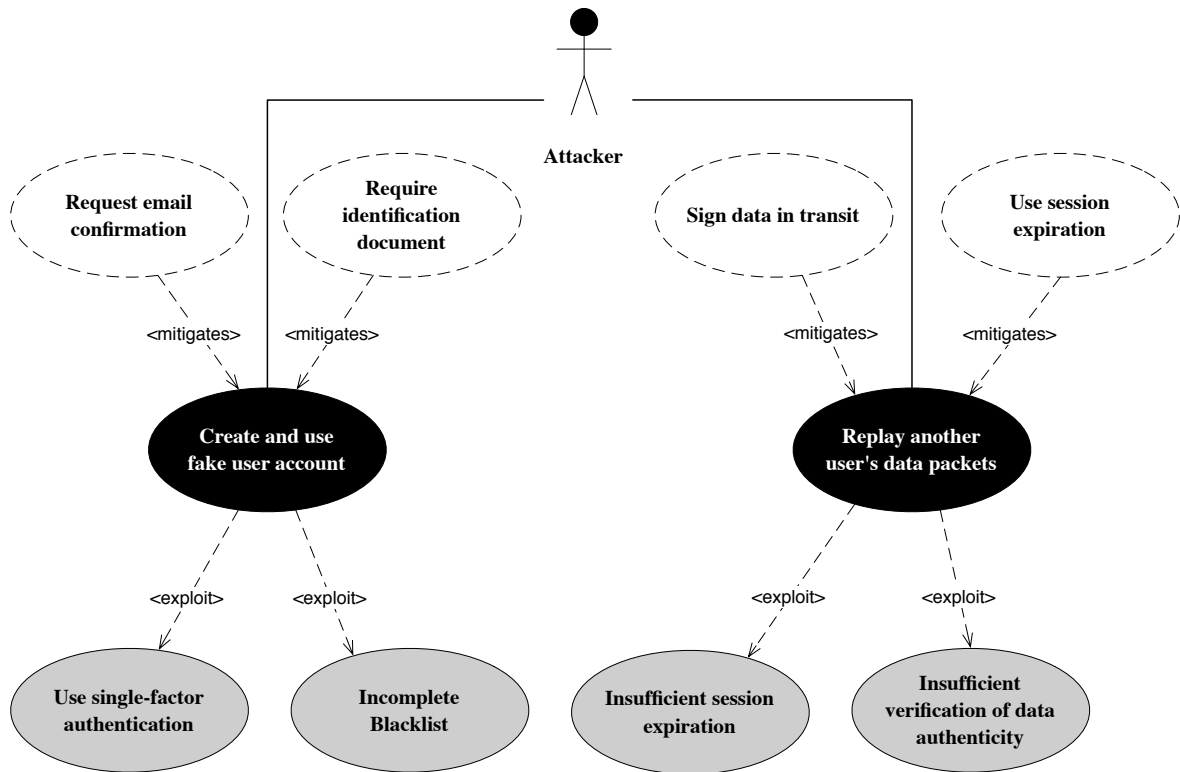 Attacker
Request email
confirmation
Require
identification
document
Sign data in transit
Use session
expiration
<mitigates>
<mitigates>
<mitigates>
<mitigates>
Create and use
fake user account
Replay another
user's data packets
<exploit>
<exploit>
<exploit>
<exploit>
Use single-factor
authentication
Incomplete
Blacklist
Insufficient session
expiration
Insufficient
verification of data
authenticity